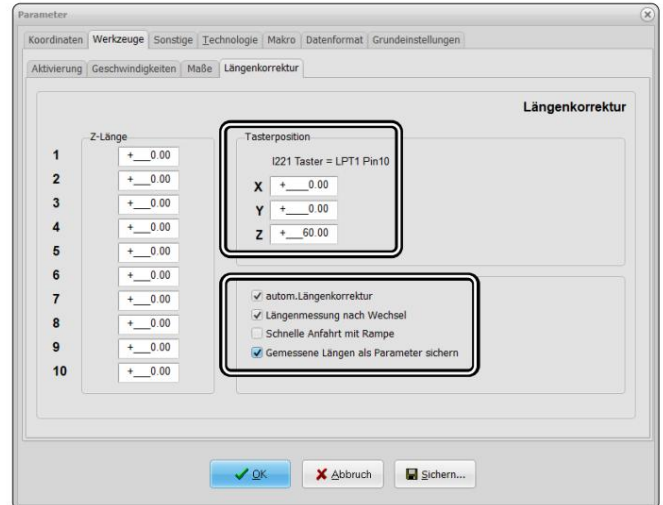 Parameter
Koordinaten Werkzeuge Sonstige Technologie Makro Datenformat Grundeinstellungen
Aktivierung Geschwindigkeiten Maße Längenkorrektur
Längenkorrektur
Z-Länge
1 +___0.00
2 +___0.00
3 +___0.00
4 +___0.00
5 +___0.00
6 +___0.00
7 +___0.00
8 +___0.00
9 +___0.00
10 +___0.00
Tasterposition
I221 Taster = LPT1 Pin10
X +____0.00
Y +____0.00
Z +___60.00
autom.Längenkorrektur
Längenmessung nach Wechsel
Schnelle Anfahrt mit Rampe
Gemessene Längen als Parameter sichern
OK Abbruch Sichern...